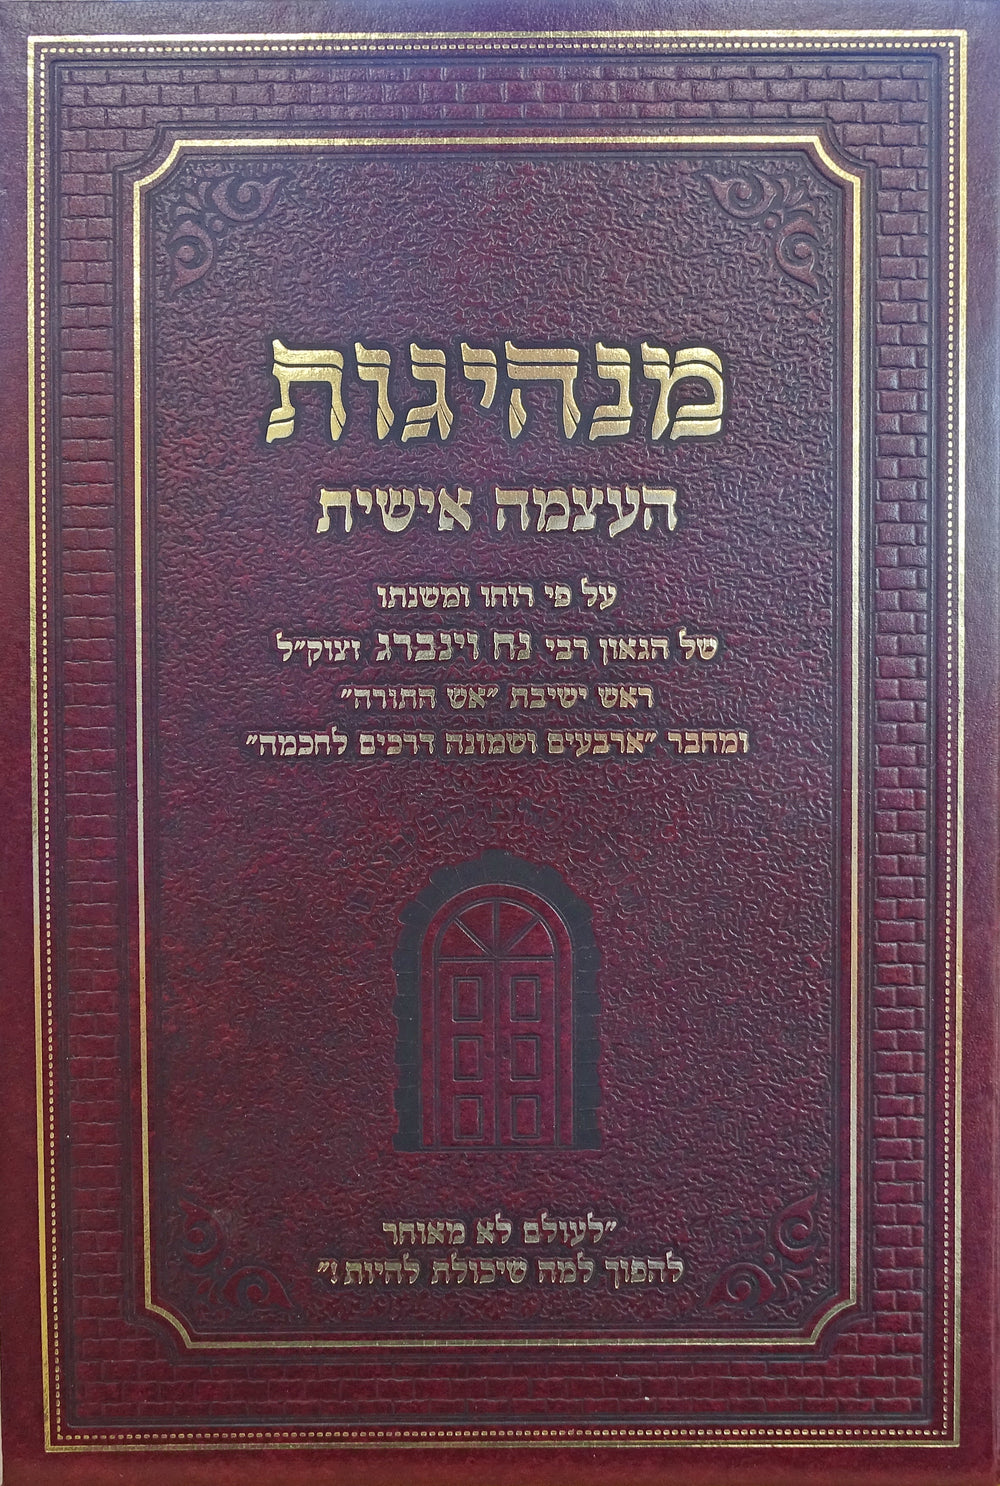 מנהיגות
העצמה אישית
על פי רוחו ומשנתו
של הגאון רבי נח וינברג זצוק״ל
ראש ישיבת ״אש התורה״
ומחבר ״ארבעים ושמונה דרכים לחכמה״
״לעולם לא מאוחר
להפוך למה שיכולת להיות!״